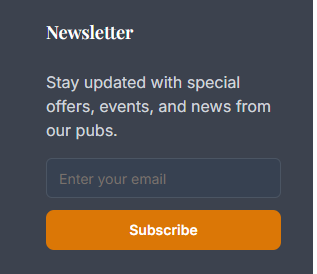 Newsletter
Stay updated with special
offers, events, and news from
our pubs.
Enter your email
Subscribe